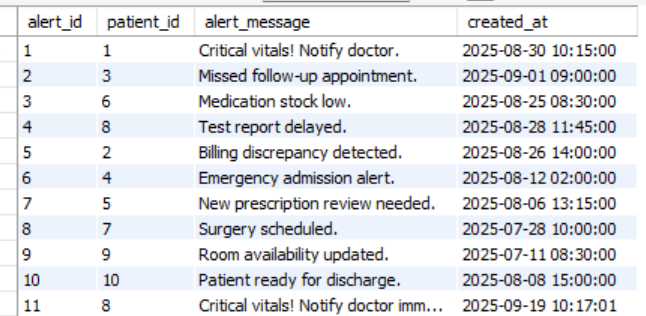 alert_id patient_id alert_message created_at
1 1 Critical vitals! Notify doctor. 2025-08-30 10:15:00
2 3 Missed follow-up appointment. 2025-09-01 09:00:00
3 6 Medication stock low. 2025-08-25 08:30:00
4 8 Test report delayed. 2025-08-28 11:45:00
5 2 Billing discrepancy detected. 2025-08-26 14:00:00
6 4 Emergency admission alert. 2025-08-12 02:00:00
7 5 New prescription review needed. 2025-08-06 13:15:00
8 7 Surgery scheduled. 2025-07-28 10:00:00
9 9 Room availability updated. 2025-07-11 08:30:00
10 10 Patient ready for discharge. 2025-08-08 15:00:00
11 8 Critical vitals! Notify doctor imm... 2025-09-19 10:17:01